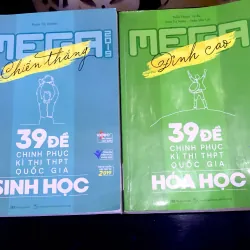 MEGA
2019
Chiến thắng
39 ĐỀ
CHINH PHỤC
KÌ THI THPT
QUỐC GIA
SINH HỌC
MEGA
Đỉnh cao
39 ĐỀ
CHINH PHỤC
KÌ THI THPT
QUỐC GIA
HÓA HỌC